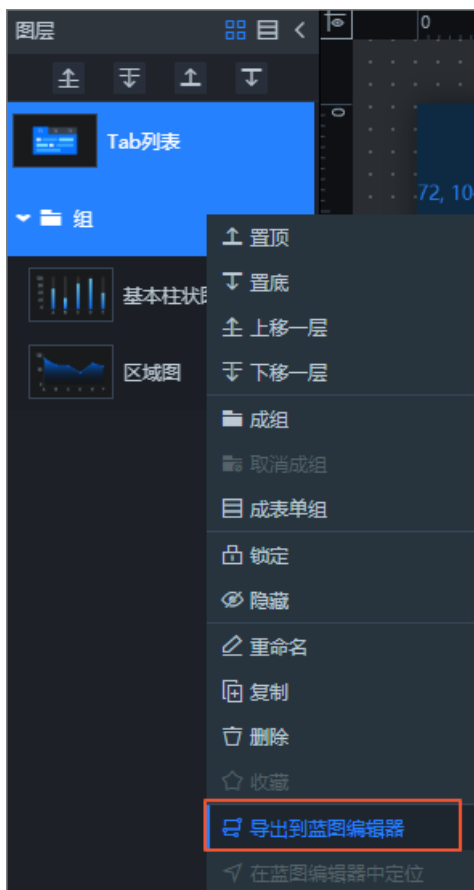 图层
0
0
Tab列表
72, 10
组
置顶
置底
基本柱状
上移一层
区域图
下移一层
成组
取消成组
成表单组
锁定
隐藏
重命名
复制
删除
收藏
导出到蓝图编辑器
在蓝图编辑器中定位